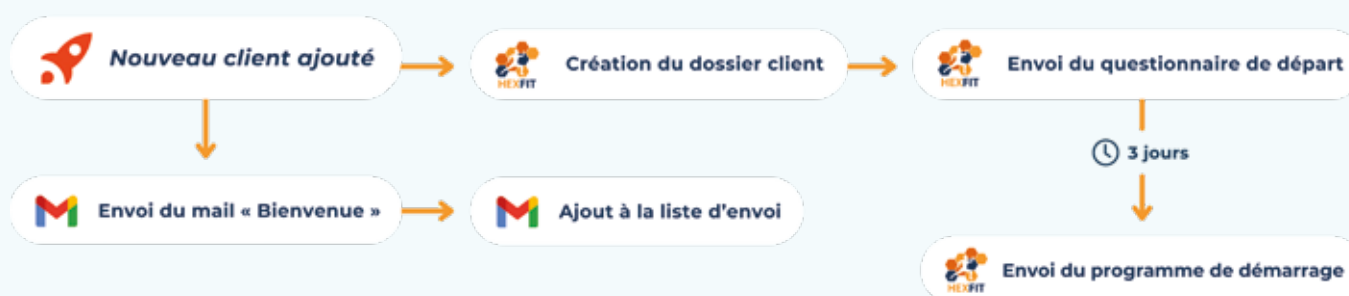 Nouveau client ajouté
HEXFIT
Création du dossier client
HEXFIT
Envoi du questionnaire de départ
3 jours
Envoi du mail « Bienvenue »
Ajout à la liste d’envoi
HEXFIT
Envoi du programme de démarrage